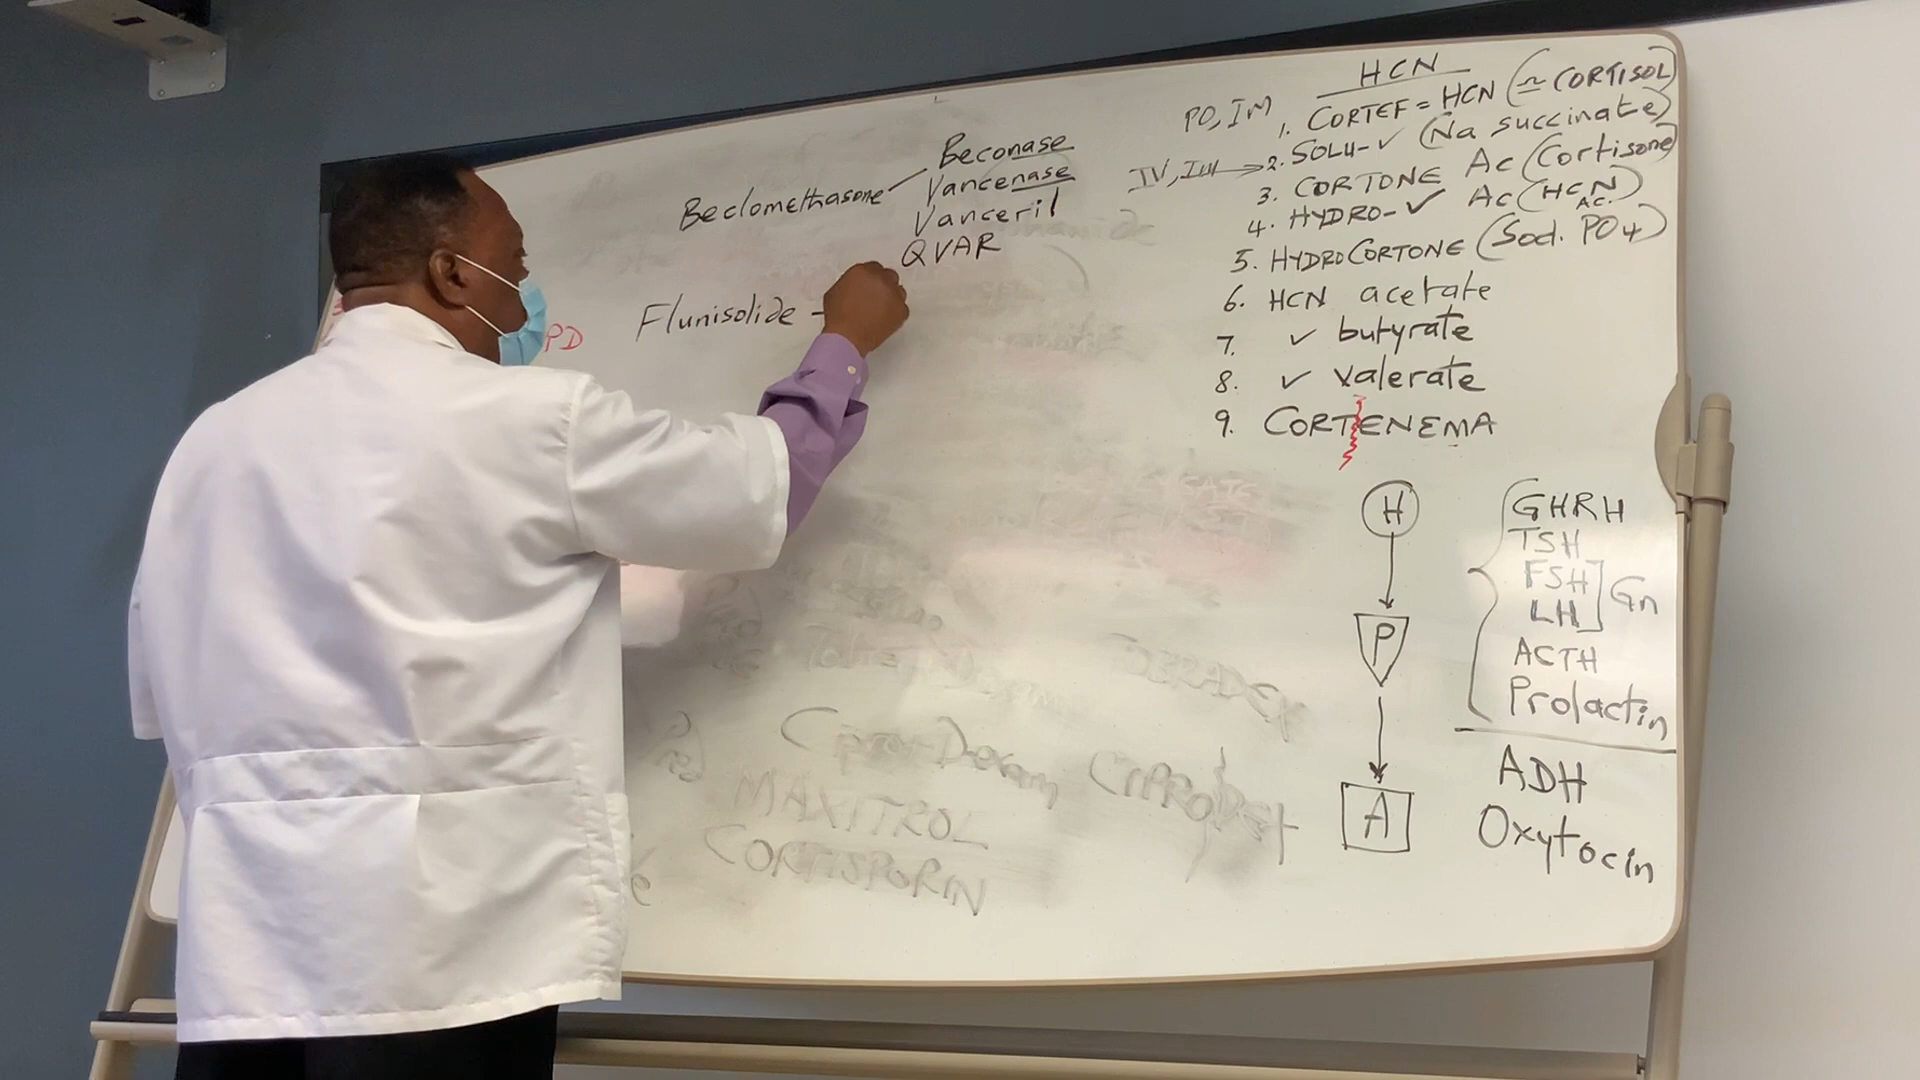 HCN
PO, IM
1. CORTEF = HCN (≃ CORTISOL)
IV, IM → 2. SOLU- ✓ (Na succinate)
3. CORTONE Ac (Cortisone)
4. HYDRO- ✓ Ac (HCN AC.)
5. HYDROCORTONE (Sod. PO4)
6. HCN acetate
7. ✓ butyrate
8. ✓ valerate
9. CORTENEMA
Beclomethasone
Beconase
Vancenase
Vanceril
QVAR
Flunisolide -
PD
H
P
A
GHRH
TSH
FSH
LH
Gn
ACTH
Prolactin
ADH
Oxytocin
MAXITROL
CORTISPORIN